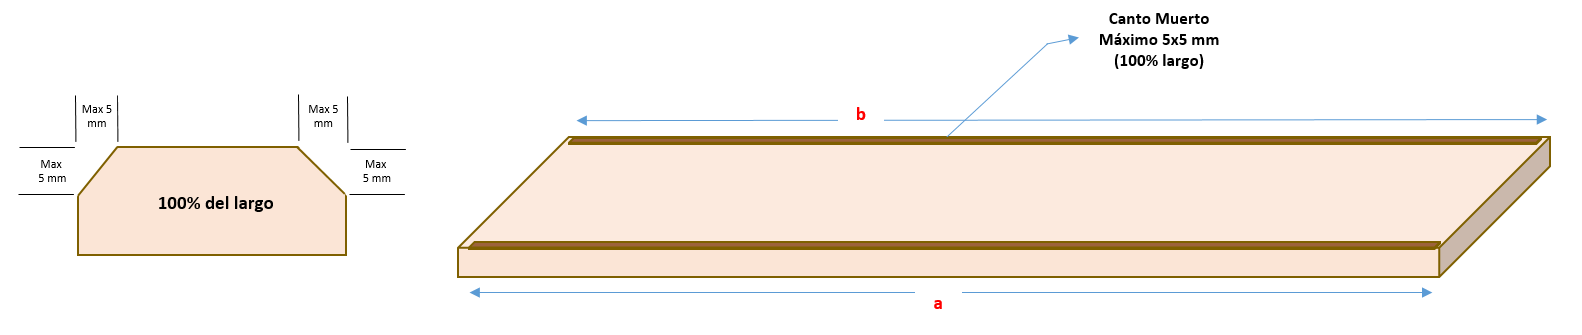 Canto Muerto
Máximo 5x5 mm
(100% largo)
Max 5
mm
Max 5
mm
b
Max
5 mm
Max
5 mm
100% del largo
a